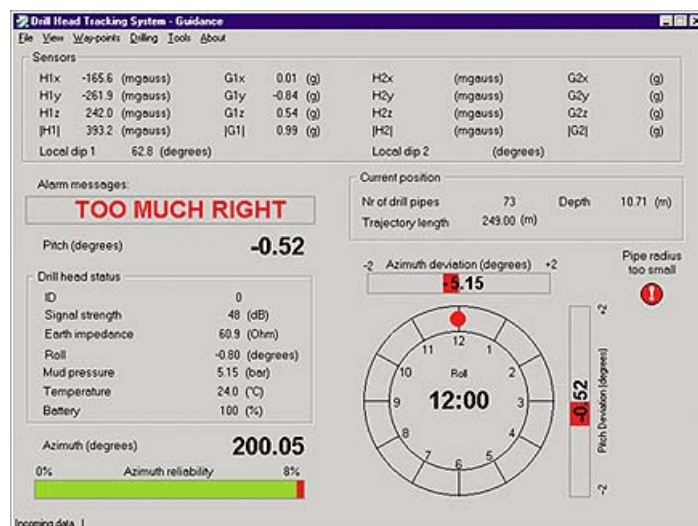 Drill Head Tracking System - Guidance
File View Way-points Drilling Tools About
Sensors
H1x -165.6 (mgauss) G1x 0.01 (g) H2x (mgauss) G2x (g)
H1y -261.9 (mgauss) G1y -0.84 (g) H2y (mgauss) G2y (g)
H1z 242.0 (mgauss) G1z 0.54 (g) H2z (mgauss) G2z (g)
|H1| 393.2 (mgauss) |G1| 0.99 (g) |H2| (mgauss) |G2| (g)
Local dip 1 62.8 (degrees) Local dip 2 (degrees)
Alarm messages:
TOO MUCH RIGHT
Pitch (degrees) -0.52
Current position
Nr of drill pipes 73 Depth 10.71 (m)
Trajectory length 249.00 (m)
Drill head status
ID 0
Signal strength 48 (dB)
Earth impedance 60.9 (Ohm)
Roll -0.80 (degrees)
Mud pressure 5.15 (bar)
Temperature 24.0 (°C)
Battery 100 (%)
Azimuth (degrees) 200.05
0% Azimuth reliability 8%
-2 Azimuth deviation (degrees) +2
-5.15
Pipe radius
too small
12 1 2 3 4 5 6 7 8 9 10 11
Roll
12:00
+2
-0.52
Pitch Deviation (degrees)
-2
Incoming data